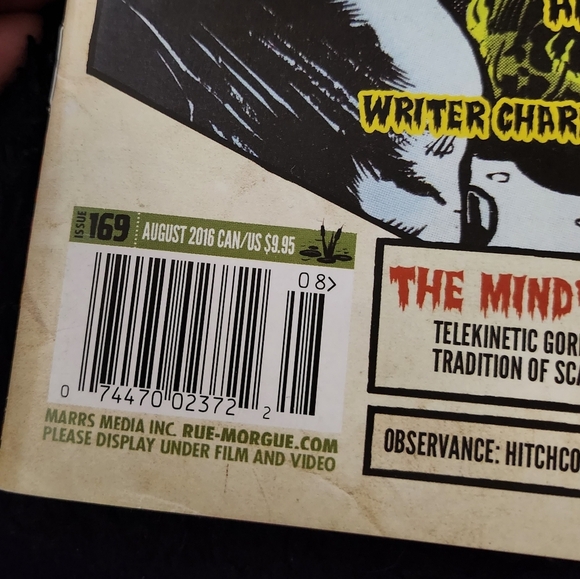 WRITER CHAR
ISSUE 169 AUGUST 2016 CAN/US $9.95
08>
0 74470 02372 2
MARRS MEDIA INC. RUE-MORGUE.COM
PLEASE DISPLAY UNDER FILM AND VIDEO
THE MIND'
TELEKINETIC GOR
TRADITION OF SCA
OBSERVANCE: HITCHCO